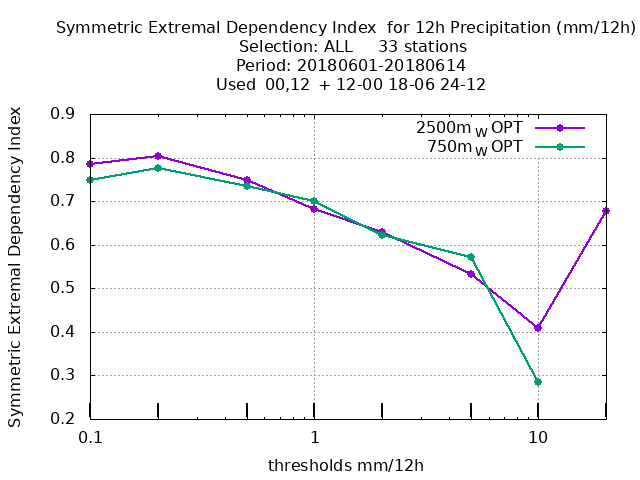 Symmetric Extremal Dependency Index  for 12h Precipitation (mm/12h)
Selection: ALL     33 stations
Period: 20180601-20180614
Used  00,12  + 12-00 18-06 24-12
Symmetric Extremal Dependency Index
0.9
0.8
0.7
0.6
0.5
0.4
0.3
0.2
2500m W OPT
750m W OPT
0.1
1
10
thresholds mm/12h